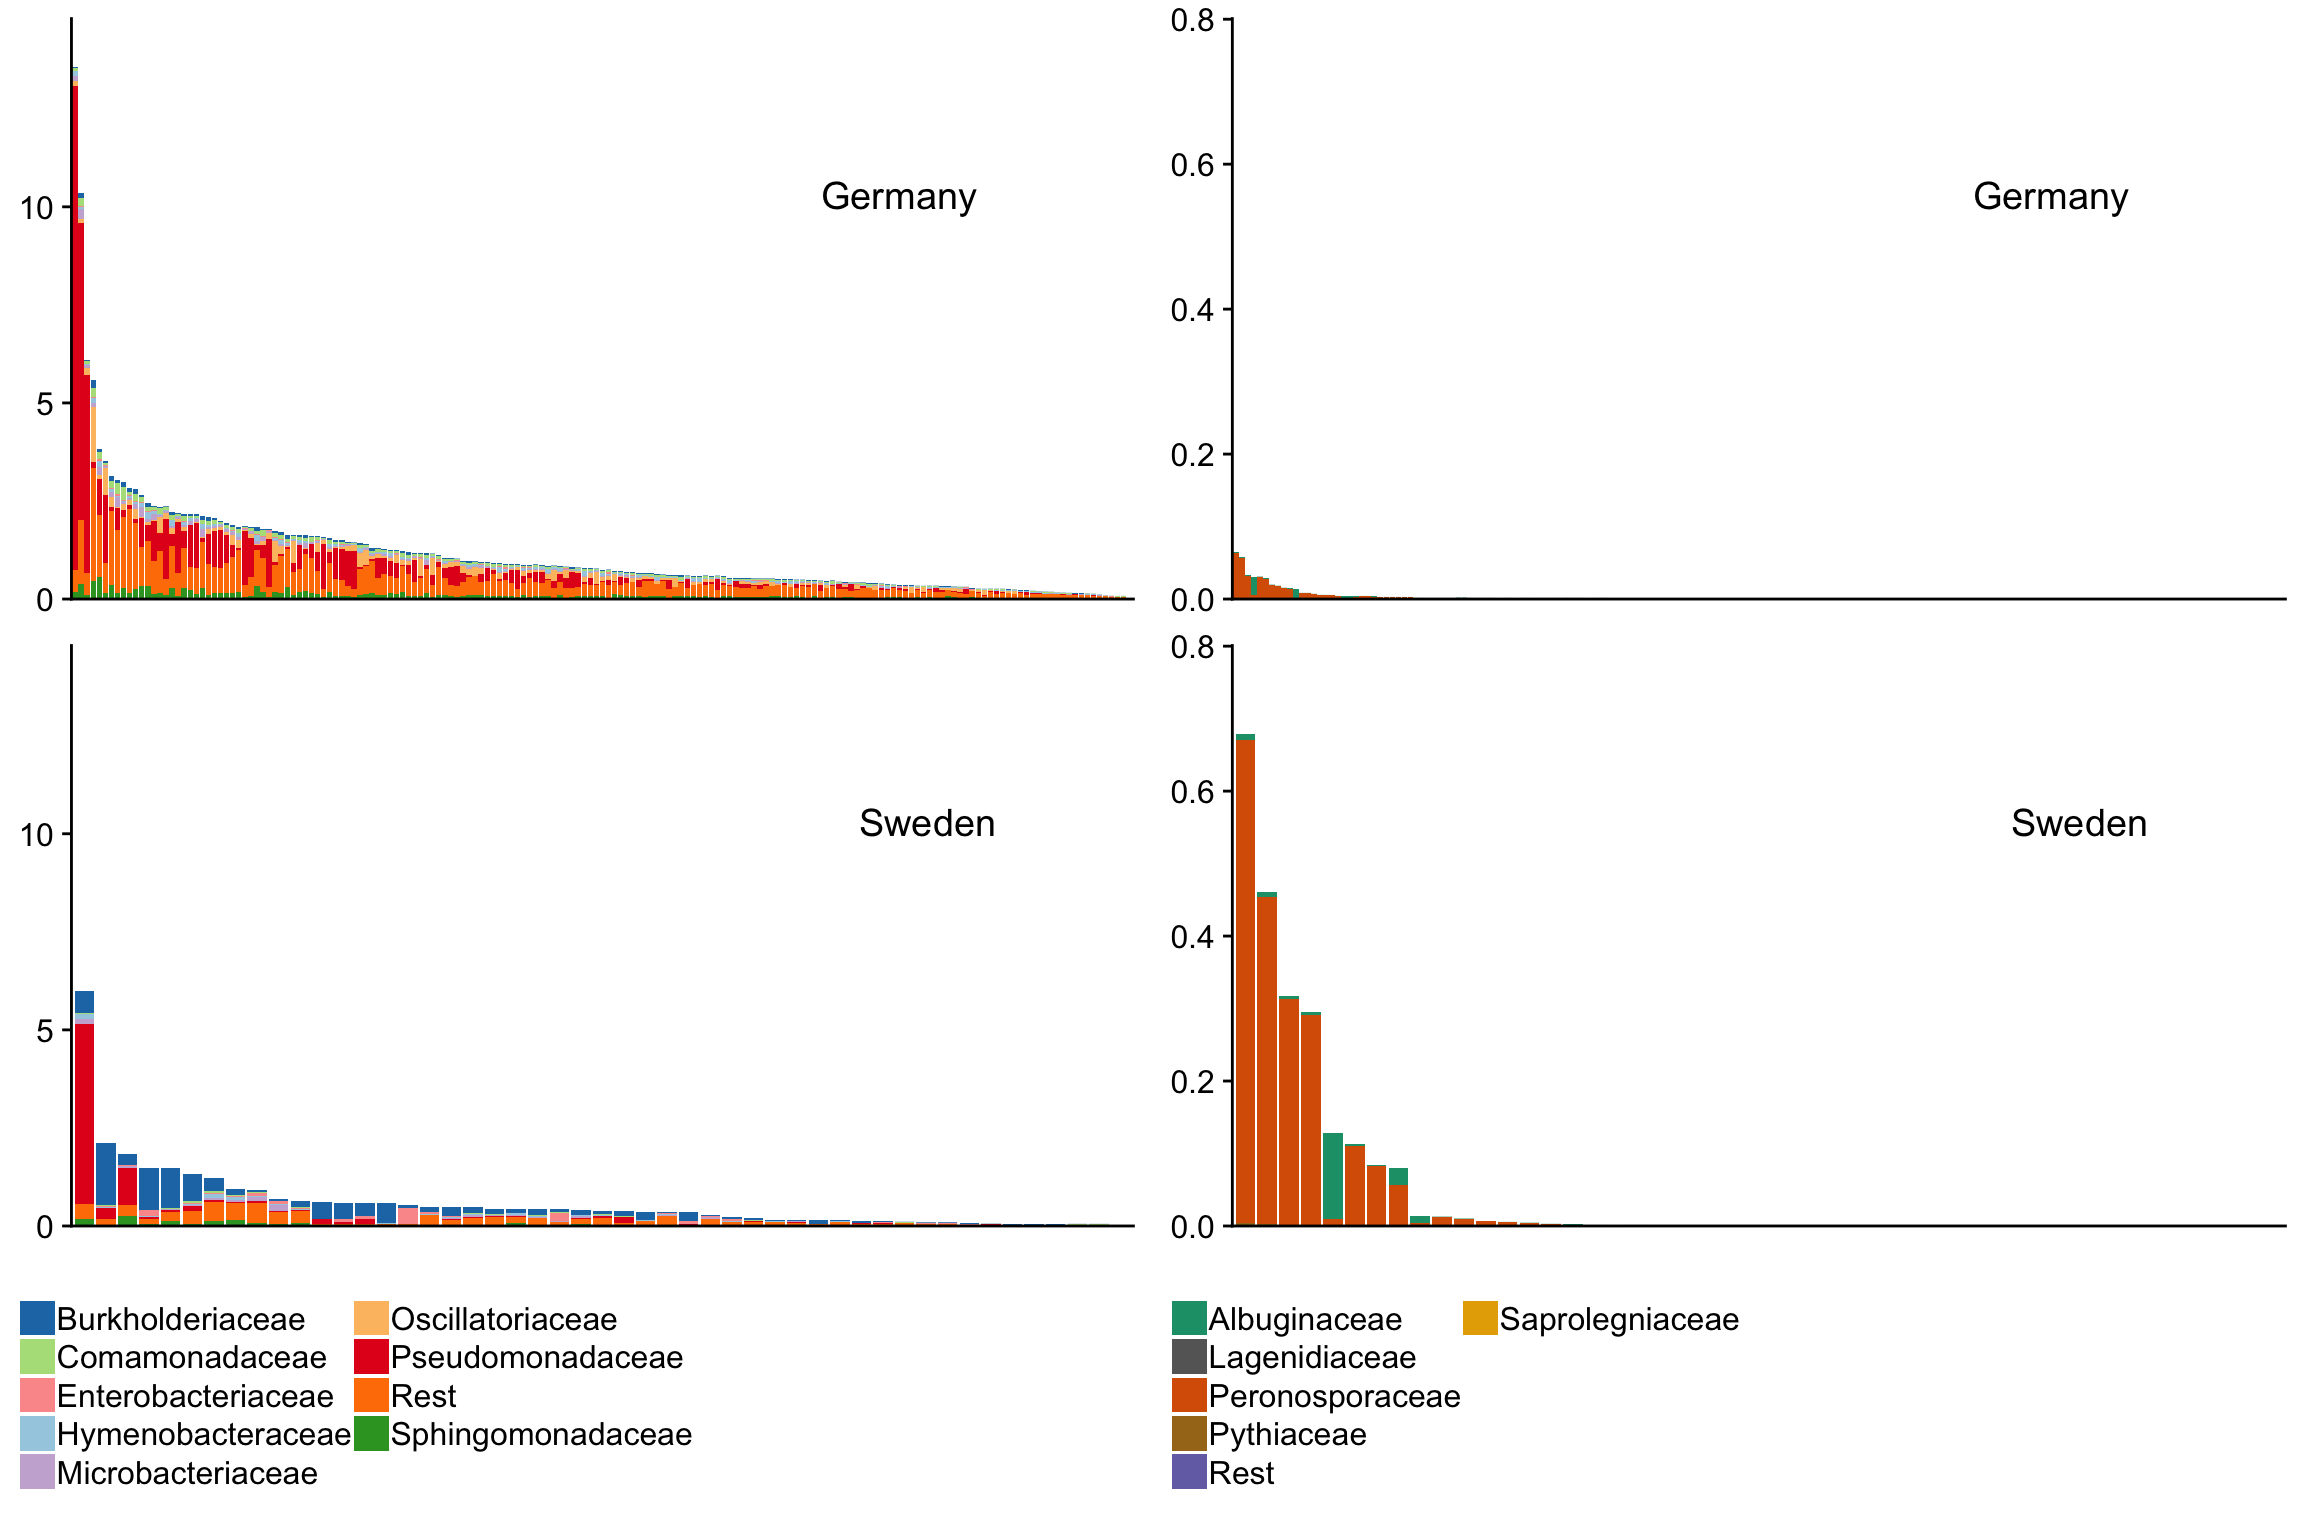 10
5
0
Germany
0.8
0.6
0.4
0.2
0.0
Germany
10
5
0
Sweden
0.8
0.6
0.4
0.2
0.0
Sweden
Burkholderiaceae
Comamonadaceae
Enterobacteriaceae
Hymenobacteraceae
Microbacteriaceae
Oscillatoriaceae
Pseudomonadaceae
Rest
Sphingomonadaceae
Albuginaceae
Lagenidiaceae
Peronosporaceae
Pythiaceae
Rest
Saprolegniaceae